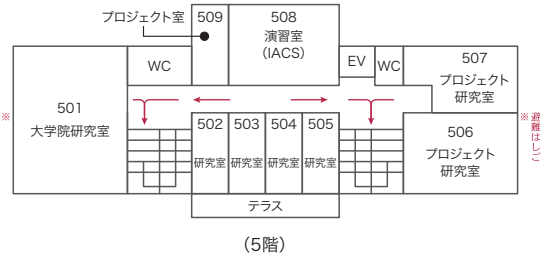 プロジェクト室
509
508
演習室
（IACS）
WC
EV
WC
507
プロジェクト
研究室
501
大学院研究室
※
※避難はしご
502
研究室
503
研究室
504
研究室
505
研究室
506
プロジェクト
研究室
テラス
（5階）